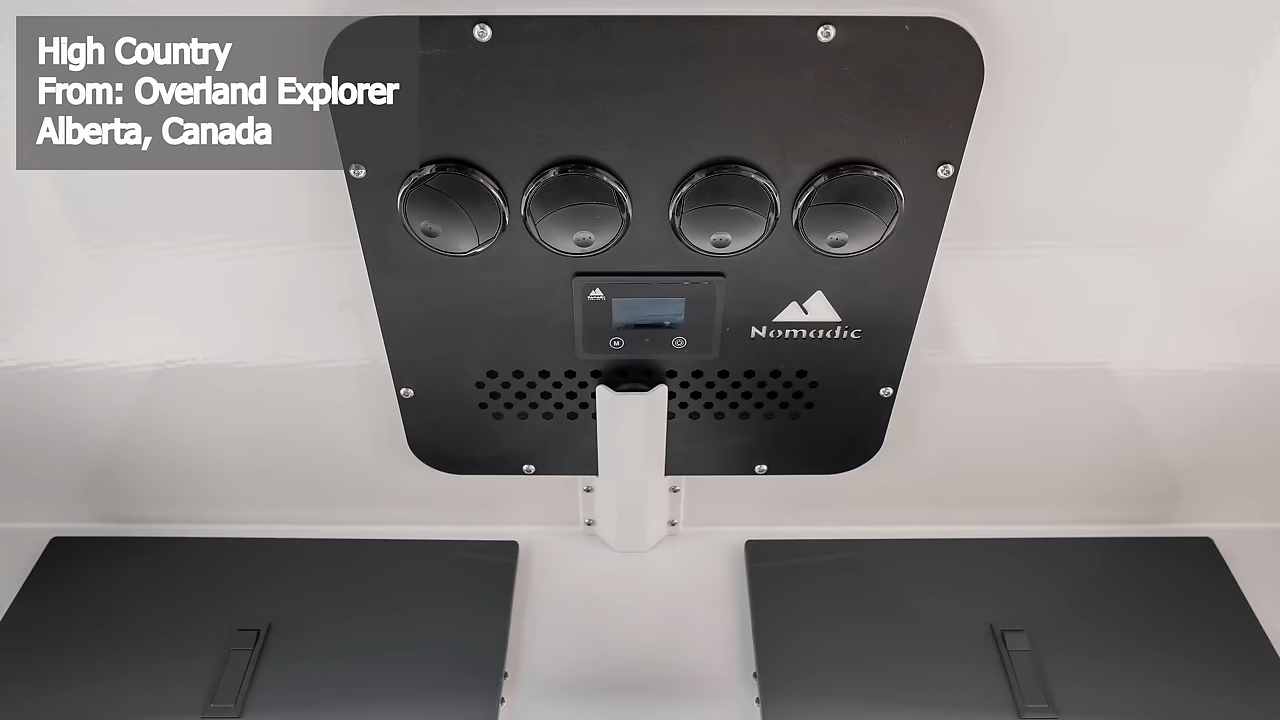 High Country
From: Overland Explorer
Alberta, Canada
Nomadic
M